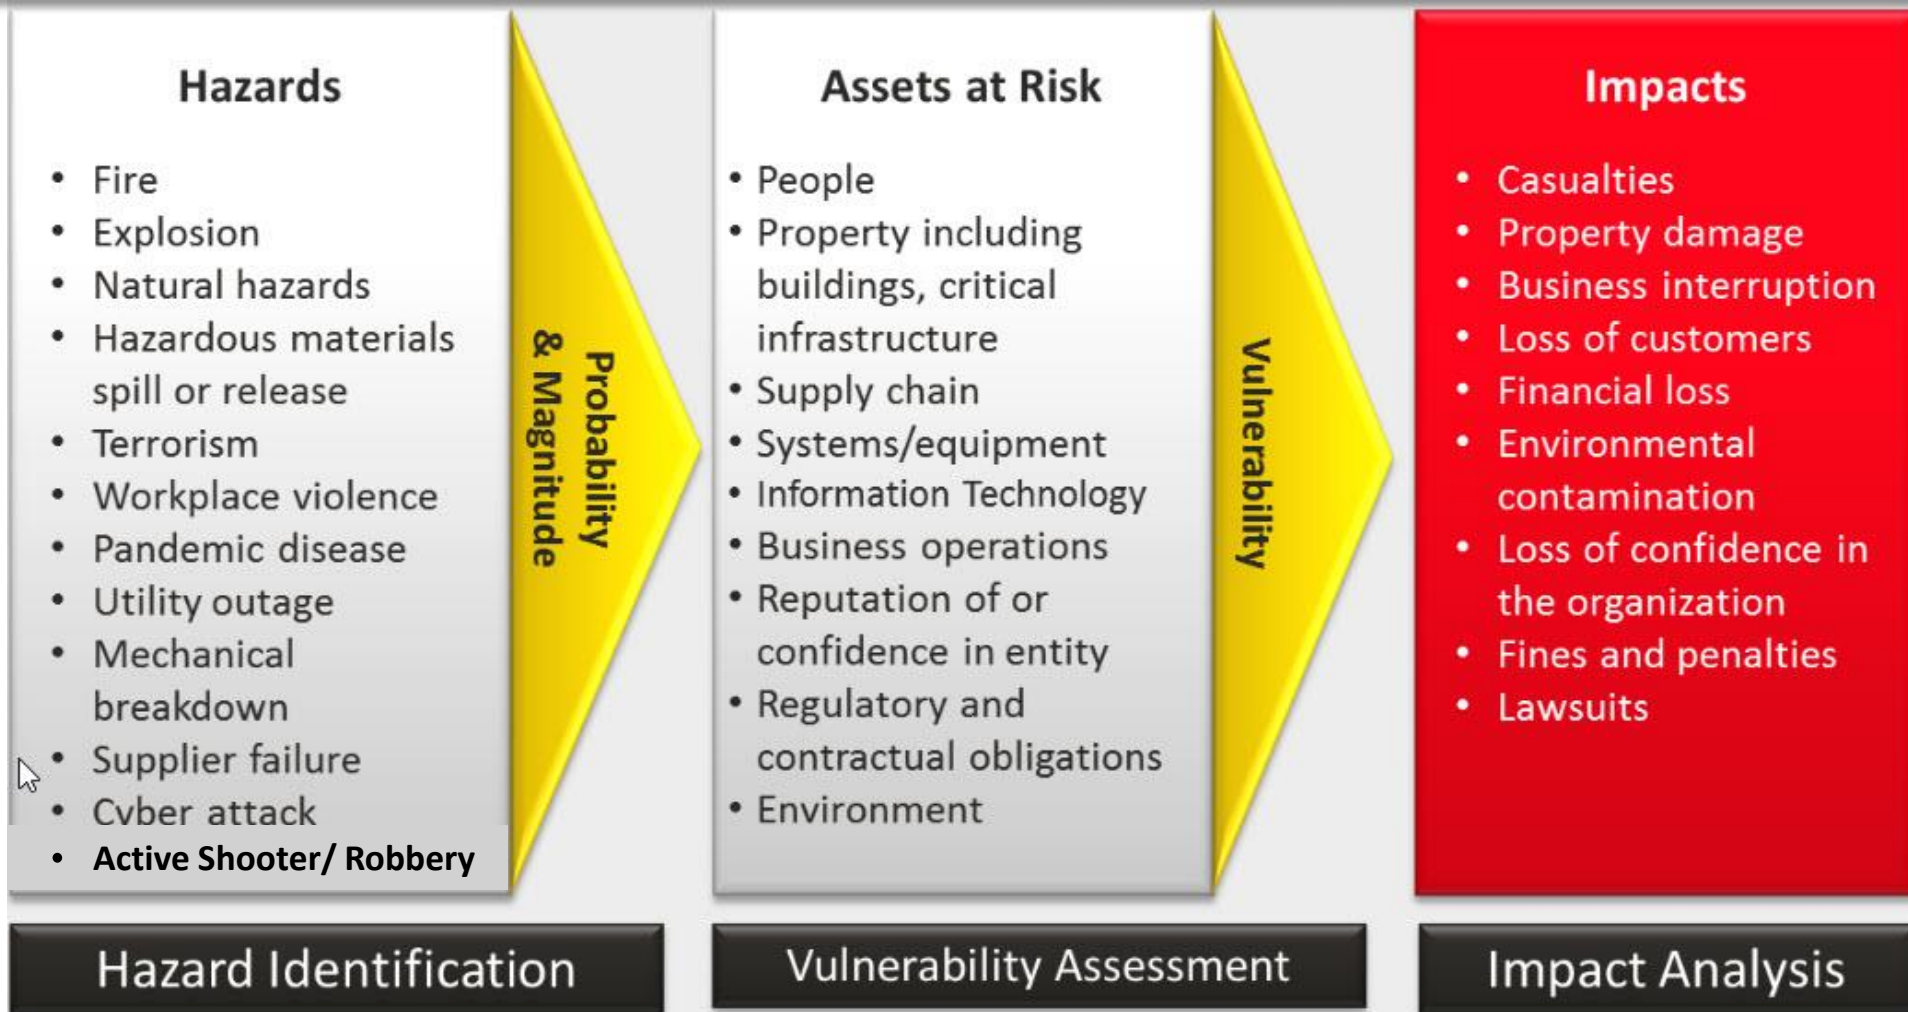 Hazards
• Fire
• Explosion
• Natural hazards
• Hazardous materials
spill or release
• Terrorism
• Workplace violence
• Pandemic disease
• Utility outage
• Mechanical
breakdown
• Supplier failure
• Cyber attack
• Active Shooter/ Robbery
Probability
& Magnitude
Assets at Risk
• People
• Property including
buildings, critical
infrastructure
• Supply chain
• Systems/equipment
• Information Technology
• Business operations
• Reputation of or
confidence in entity
• Regulatory and
contractual obligations
• Environment
Vulnerability
Impacts
• Casualties
• Property damage
• Business interruption
• Loss of customers
• Financial loss
• Environmental
contamination
• Loss of confidence in
the organization
• Fines and penalties
• Lawsuits
Hazard Identification
Vulnerability Assessment
Impact Analysis